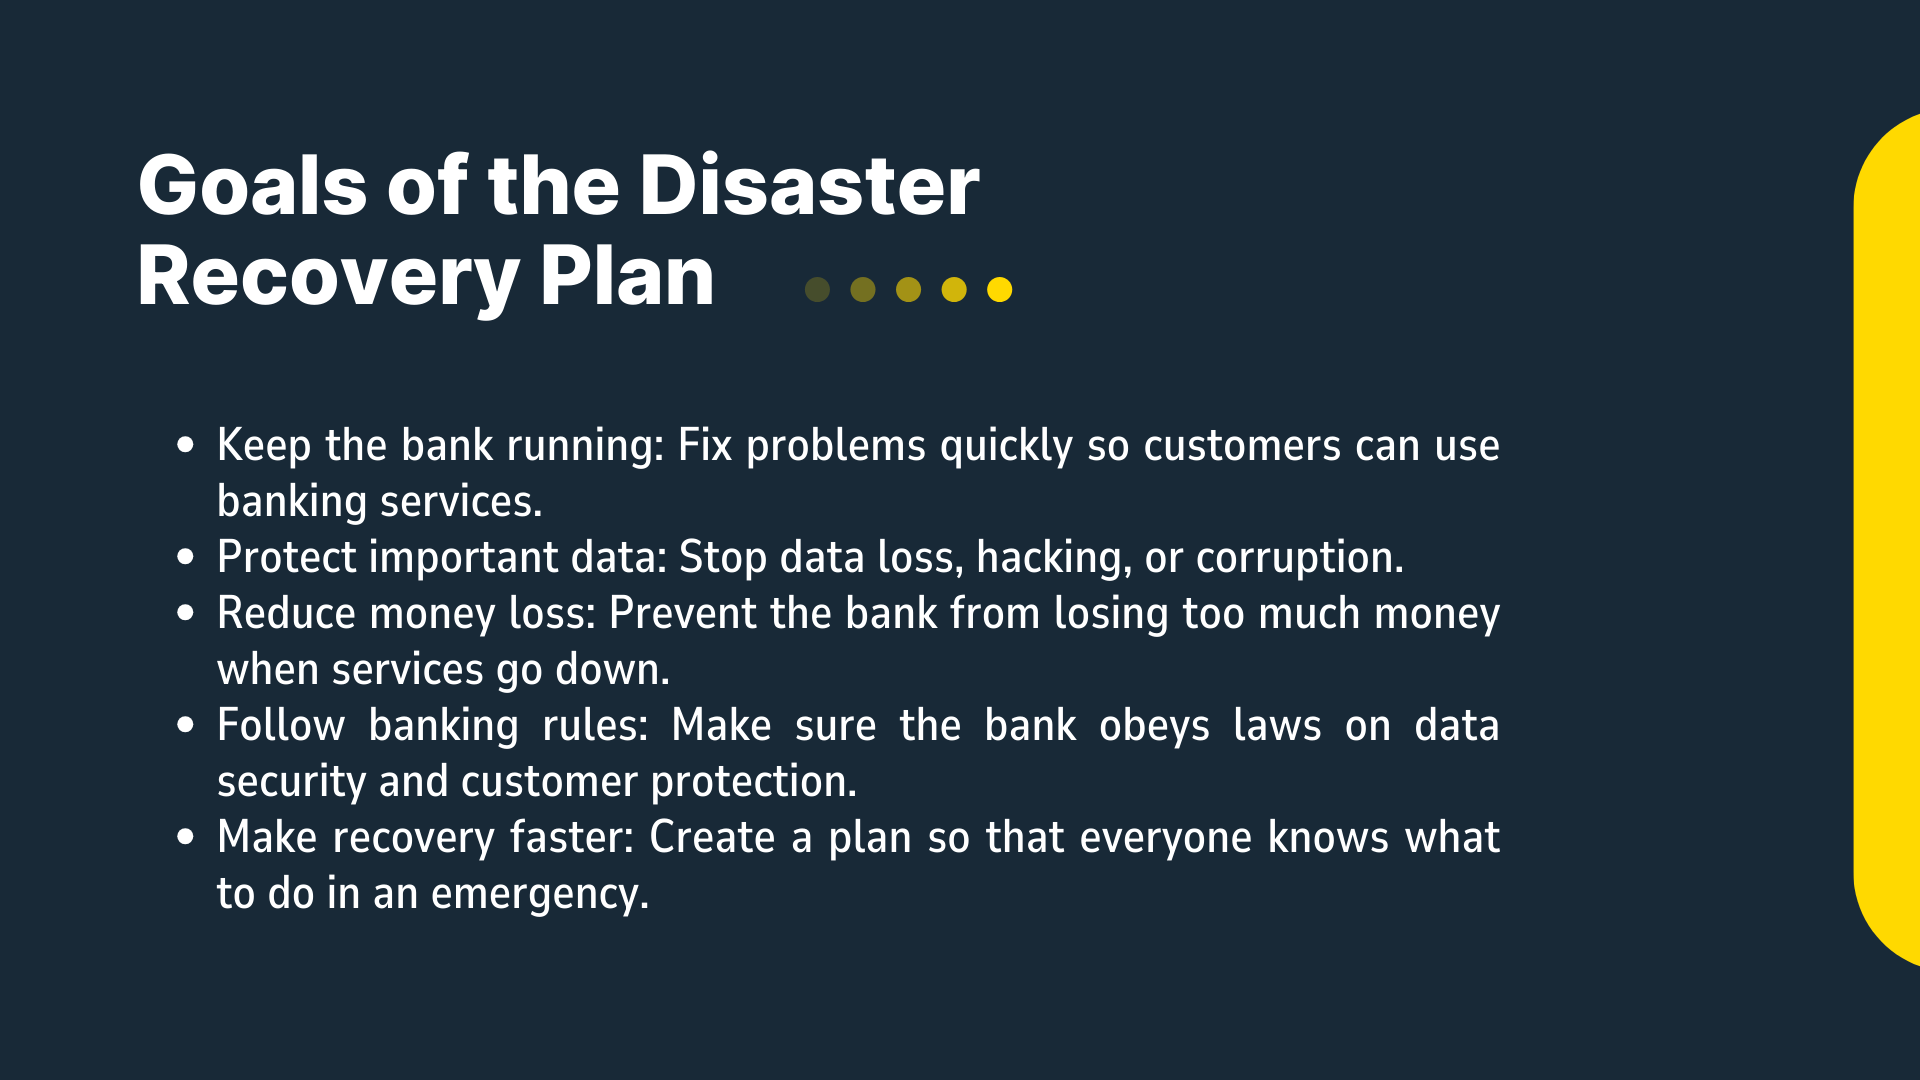 Goals of the Disaster
Recovery Plan
• Keep the bank running: Fix problems quickly so customers can use
banking services.
• Protect important data: Stop data loss, hacking, or corruption.
• Reduce money loss: Prevent the bank from losing too much money
when services go down.
• Follow banking rules: Make sure the bank obeys laws on data
security and customer protection.
• Make recovery faster: Create a plan so that everyone knows what
to do in an emergency.